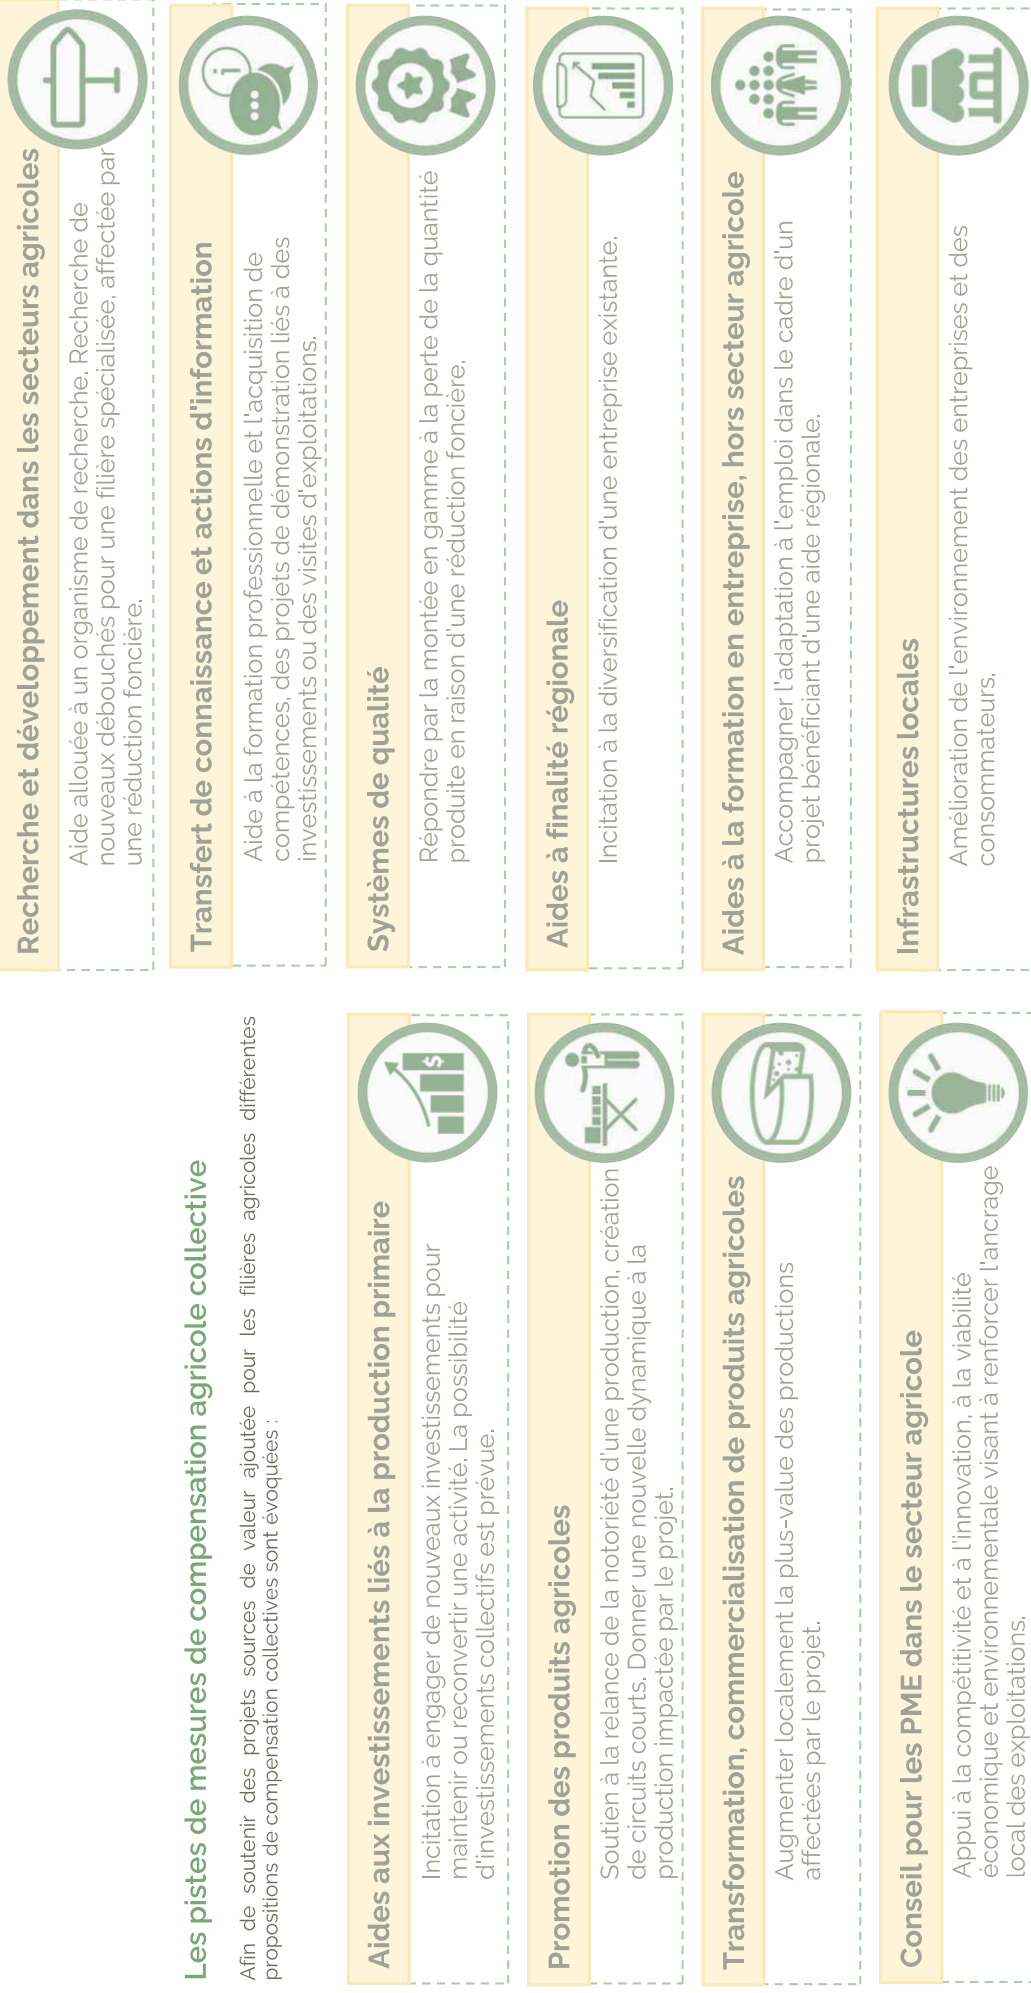 Les pistes de mesures de compensation agricole collective
Afin de soutenir des projets sources de valeur ajoutée pour les filières agricoles différentes
propositions de compensation collectives sont évoquées :
Aides aux investissements liés à la production primaire
Incitation à engager de nouveaux investissements pour
maintenir ou reconvertir une activité. La possibilité
d'investissements collectifs est prévue.
Promotion des produits agricoles
Soutien à la relance de la notoriété d'une production, création
de circuits courts. Donner une nouvelle dynamique à la
production impactée par le projet.
Transformation, commercialisation de produits agricoles
Augmenter localement la plus-value des productions
affectées par le projet.
Conseil pour les PME dans le secteur agricole
Appui à la compétitivité et à l'innovation, à la viabilité
économique et environnementale visant à renforcer l'ancrage
local des exploitations.
Recherche et développement dans les secteurs agricoles
Aide allouée à un organisme de recherche. Recherche de
nouveaux débouchés pour une filière spécialisée, affectée par
une réduction foncière.
Transfert de connaissance et actions d'information
Aide à la formation professionnelle et l'acquisition de
compétences, des projets de démonstration liés à des
investissements ou des visites d'exploitations.
Systèmes de qualité
Répondre par la montée en gamme à la perte de la quantité
produite en raison d'une réduction foncière.
Aides à finalité régionale
Incitation à la diversification d'une entreprise existante.
Aides à la formation en entreprise, hors secteur agricole
Accompagner l'adaptation à l'emploi dans le cadre d'un
projet bénéficiant d'une aide régionale.
Infrastructures locales
Amélioration de l'environnement des entreprises et des
consommateurs.